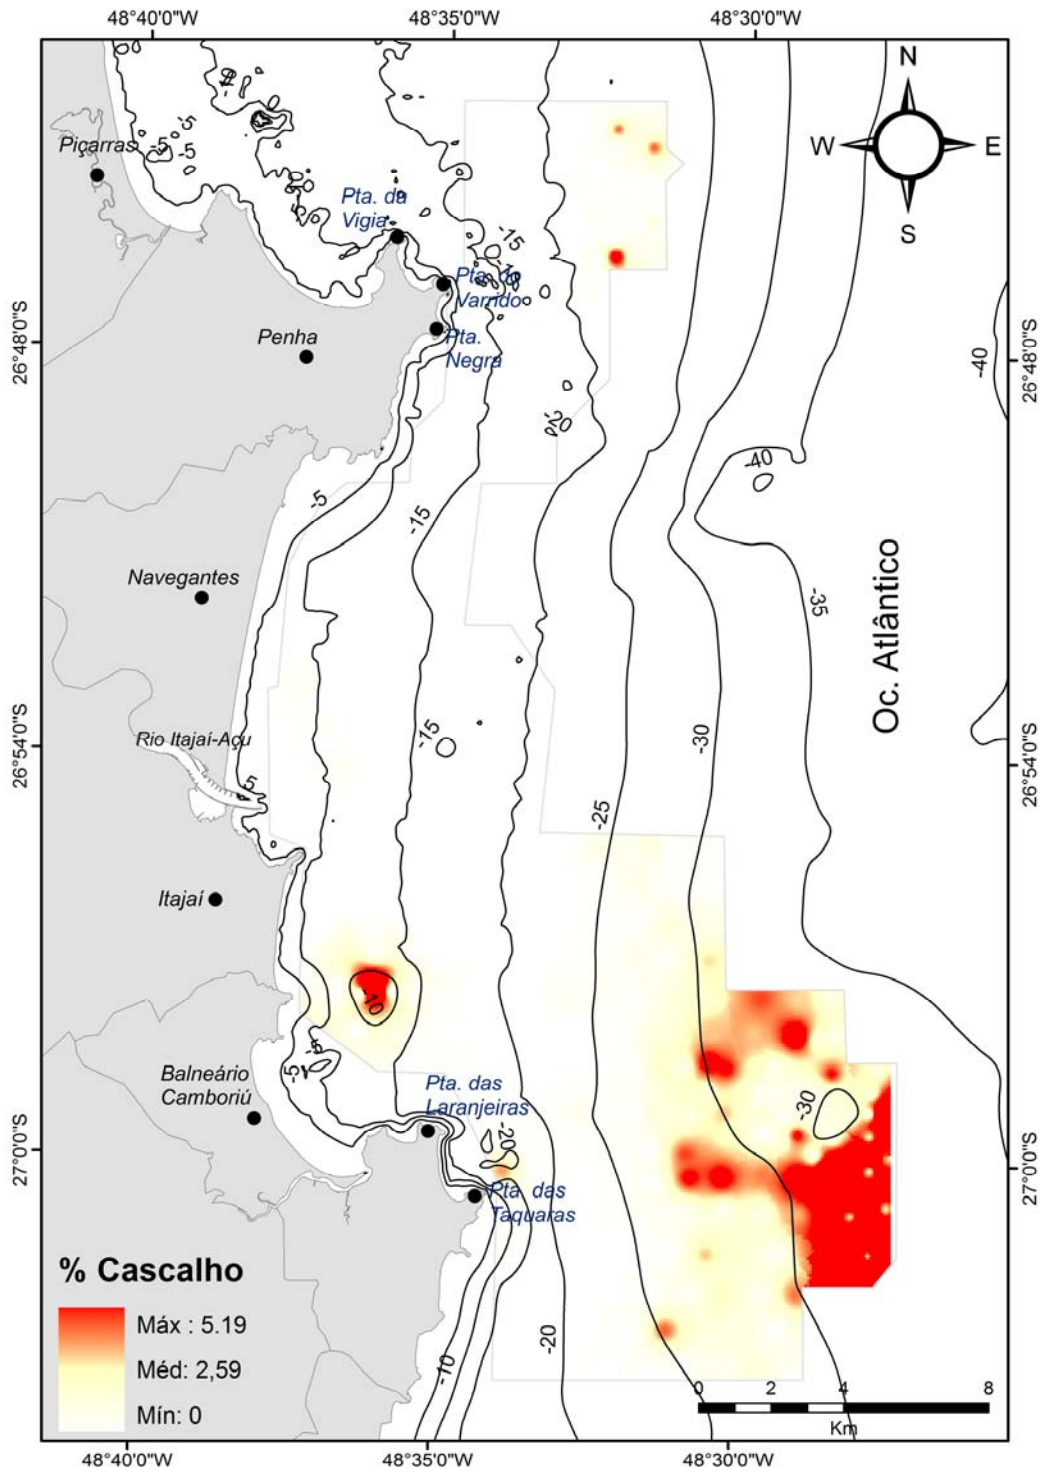 48°40'0"W
48°35'0"W
48°30'0"W
N
W
E
S
-5
-5
-5
-5
Piçarras
Pta. da
Vigia
-15
-10
Pta. do
Varrido
Pta.
Negra
Penha
26°48'0"S
26°48'0"S
-40
-20
-40
-5
-15
Navegantes
-35
Oc. Atlântico
Rio Itajaí-Açu
-15
-30
26°54'0"S
26°54'0"S
-5
-25
Itajaí
-10
-5
-5
Balneário
Camboriú
Pta. das
Laranjeiras
-30
-20
27°0'0"S
27°0'0"S
Pta. das
Taquaras
% Cascalho
Máx : 5.19
Méd: 2,59
Mín: 0
-10
-20
0 2 4 8
Km
48°40'0"W
48°35'0"W
48°30'0"W